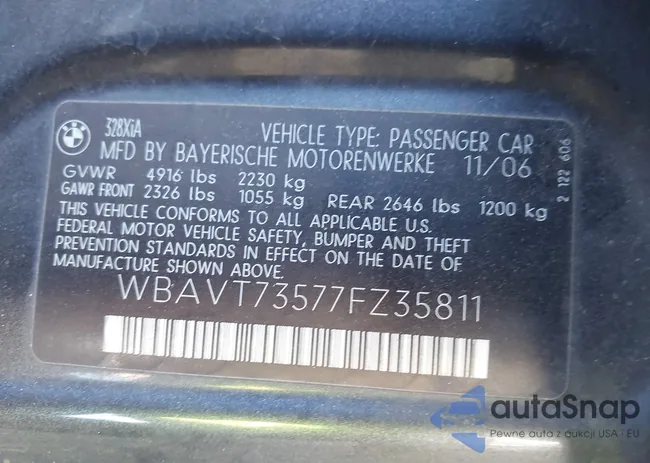 BMW
328XiA
VEHICLE TYPE: PASSENGER CAR
MFD BY BAYERISCHE MOTORENWERKE 11/06
GVWR 4916 lbs 2230 kg
GAWR FRONT 2326 lbs 1055 kg REAR 2646 lbs 1200 kg
THIS VEHICLE CONFORMS TO ALL APPLICABLE U.S.
FEDERAL MOTOR VEHICLE SAFETY, BUMPER AND THEFT
PREVENTION STANDARDS IN EFFECT ON THE DATE OF
MANUFACTURE SHOWN ABOVE.
WBAVT73577FZ35811
2 122 606
autaSnap
Pewne auta z aukcji USA i EU